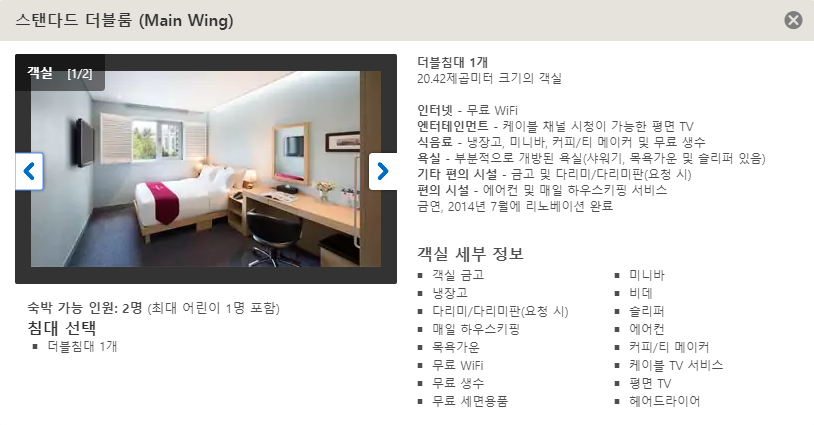 스탠다드 더블룸 (Main Wing)
객실 [1/2]
숙박 가능 인원: 2명 (최대 어린이 1명 포함)
침대 선택
더블침대 1개
더블침대 1개
20.42제곱미터 크기의 객실
인터넷 - 무료 WiFi
엔터테인먼트 - 케이블 채널 시청이 가능한 평면 TV
식음료 - 냉장고, 미니바, 커피/티 메이커 및 무료 생수
욕실 - 부분적으로 개방된 욕실(샤워기, 목욕가운 및 슬리퍼 있음)
기타 편의 시설 - 금고 및 다리미/다리미판(요청 시)
편의 시설 - 에어컨 및 매일 하우스키핑 서비스
금연, 2014년 7월에 리노베이션 완료
객실 세부 정보
객실 금고
냉장고
다리미/다리미판(요청 시)
매일 하우스키핑
목욕가운
무료 WiFi
무료 생수
무료 세면용품
미니바
비데
슬리퍼
에어컨
커피/티 메이커
케이블 TV 서비스
평면 TV
헤어드라이어